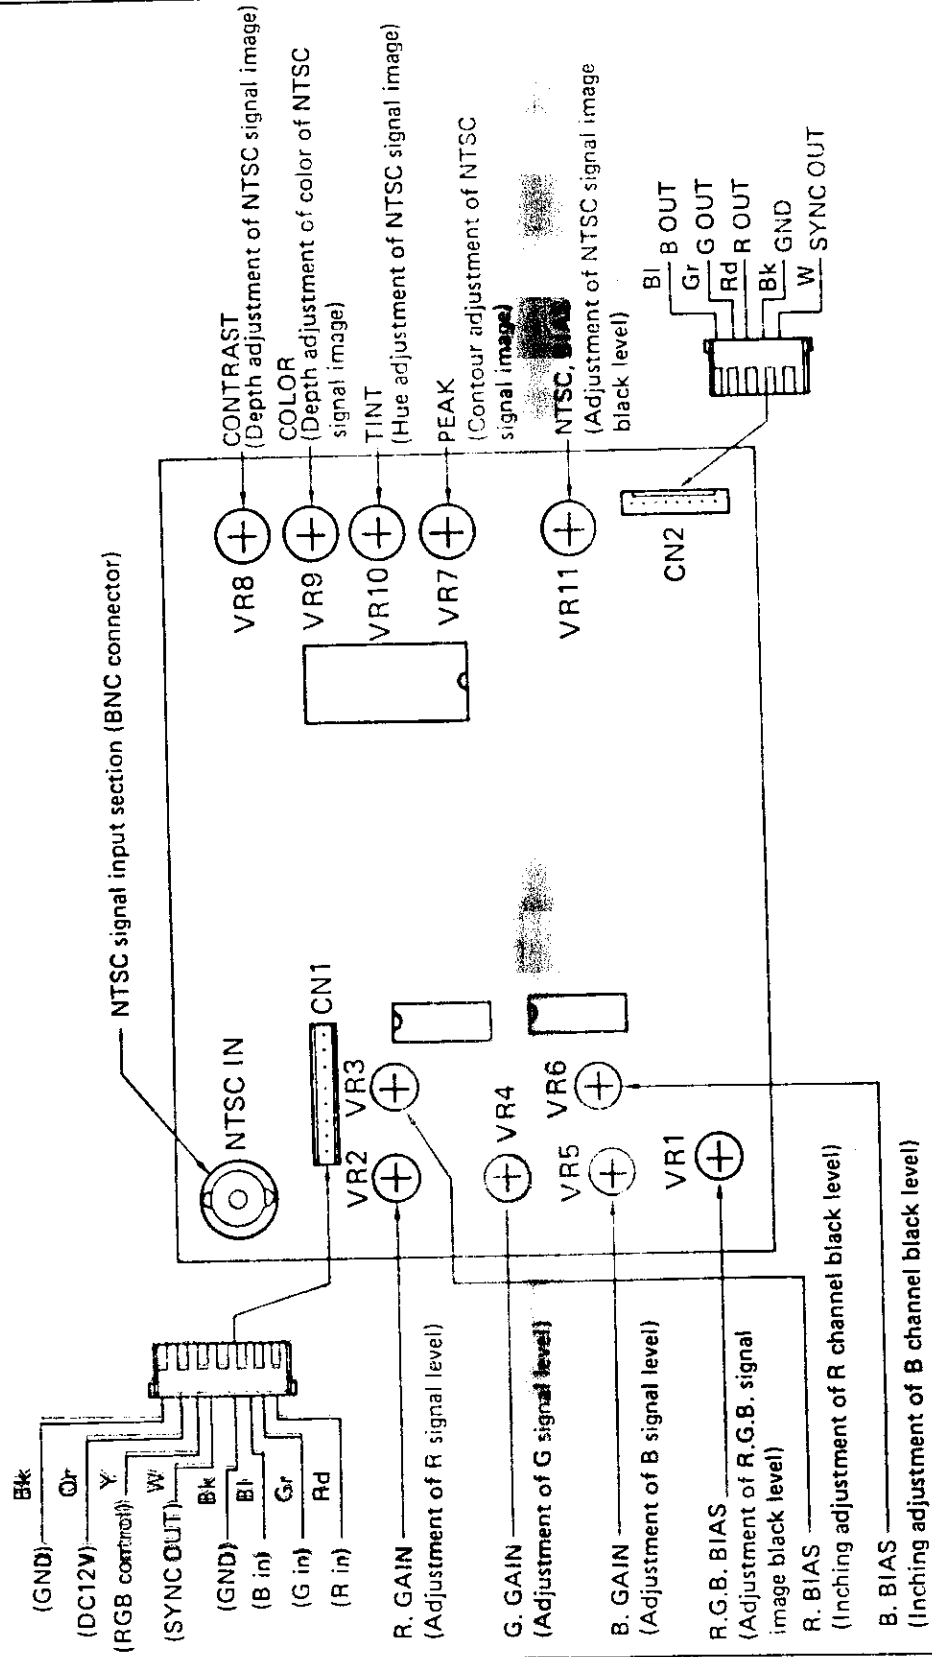 NTSC signal input section (BNC connector)
Bk
(GND)
Or
(DC12V)
Y
(RGB control)
W
(SYNC OUT)
Bk
(GND)
Bl
(B in)
Gr
(G in)
Rd
(R in)
NTSC IN
CN1
VR2
VR3
VR4
VR5
VR6
VR1
VR8
VR9
VR10
VR7
VR11
CN2
CONTRAST
(Depth adjustment of NTSC signal image)
COLOR
(Depth adjustment of color of NTSC
signal image)
TINT
(Hue adjustment of NTSC signal image)
PEAK
(Contour adjustment of NTSC
signal image)
NTSC, BIAS
(Adjustment of NTSC signal image
black level)
Bl
B OUT
Gr
G OUT
Rd
R OUT
Bk
GND
W
SYNC OUT
R. GAIN
(Adjustment of R signal level)
G. GAIN
(Adjustment of G signal level)
B. GAIN
(Adjustment of B signal level)
R.G.B. BIAS
(Adjustment of R.G.B. signal
image black level)
R. BIAS
(Inching adjustment of R channel black level)
B. BIAS
(Inching adjustment of B channel black level)